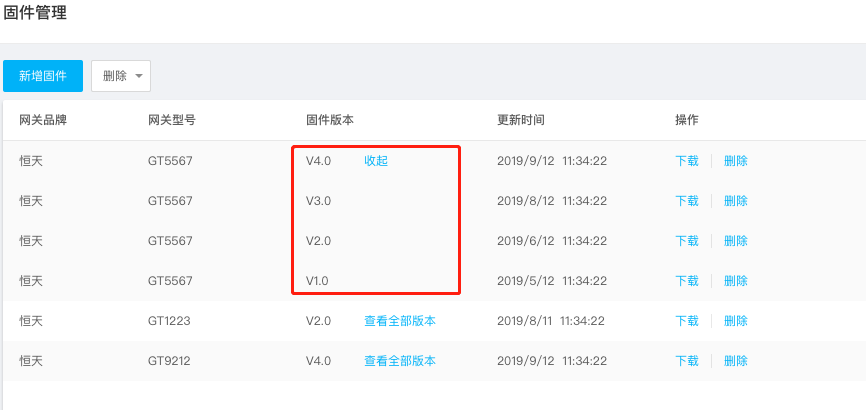 固件管理
新增固件 删除
网关品牌 网关型号 固件版本 更新时间 操作
恒天 GT5567 V4.0 收起 2019/9/12 11:34:22 下载 删除
恒天 GT5567 V3.0 2019/8/12 11:34:22 下载 删除
恒天 GT5567 V2.0 2019/6/12 11:34:22 下载 删除
恒天 GT5567 V1.0 2019/5/12 11:34:22 下载 删除
恒天 GT1223 V2.0 查看全部版本 2019/8/11 11:34:22 下载 删除
恒天 GT9212 V4.0 查看全部版本 2019/9/12 11:34:22 下载 删除